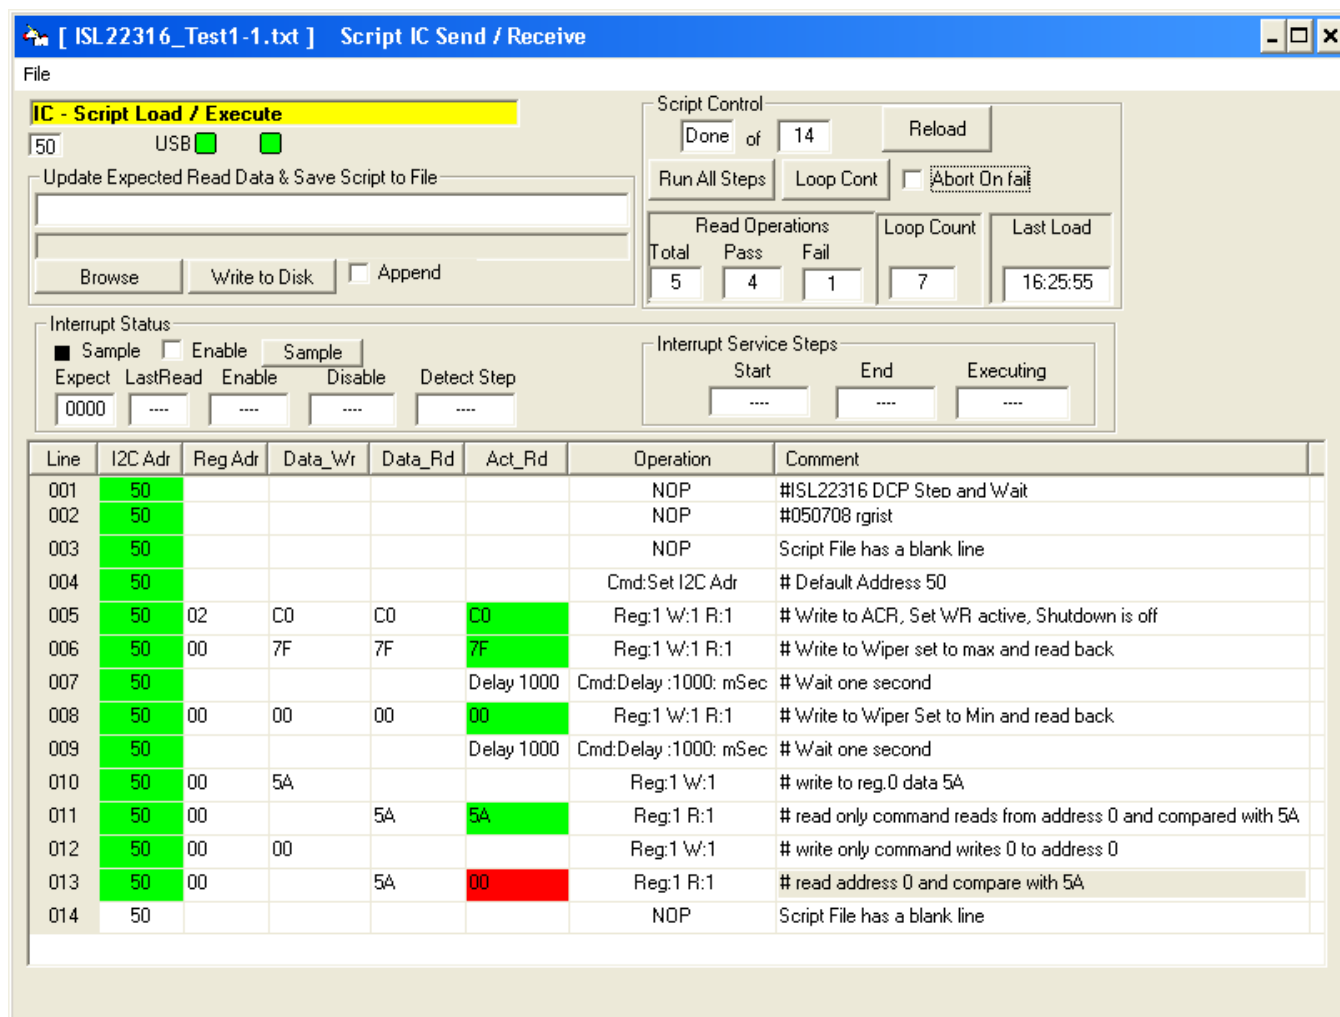 [ ISL22316_Test1-1.txt ] Script IC Send / Receive
File
IC - Script Load / Execute
50 USB
Update Expected Read Data & Save Script to File
Browse Write to Disk Append
Script Control
Done of 14 Reload
Run All Steps Loop Cont Abort On fail
Read Operations Loop Count Last Load
Total Pass Fail
5 4 1 7 16:25:55
Interrupt Status
Sample Enable Sample
Expect LastRead Enable Disable Detect Step
0000 ---- ---- ---- ----
Interrupt Service Steps
Start End Executing
---- ---- ----
Line I2C Adr Reg Adr Data_Wr Data_Rd Act_Rd Operation Comment
001 50 NOP #ISL22316 DCP Step and Wait
002 50 NOP #050708 rgrist
003 50 NOP Script File has a blank line
004 50 Cmd:Set I2C Adr # Default Address 50
005 50 02 C0 C0 C0 Reg:1 W:1 R:1 # Write to ACR, Set WR active, Shutdown is off
006 50 00 7F 7F 7F Reg:1 W:1 R:1 # Write to Wiper set to max and read back
007 50 Delay 1000 Cmd:Delay :1000: mSec # Wait one second
008 50 00 00 00 00 Reg:1 W:1 R:1 # Write to Wiper Set to Min and read back
009 50 Delay 1000 Cmd:Delay :1000: mSec # Wait one second
010 50 00 5A Reg:1 W:1 # write to reg.0 data 5A
011 50 00 5A 5A Reg:1 R:1 # read only command reads from address 0 and compared with 5A
012 50 00 00 Reg:1 W:1 # write only command writes 0 to address 0
013 50 00 5A 00 Reg:1 R:1 # read address 0 and compare with 5A
014 50 NOP Script File has a blank line